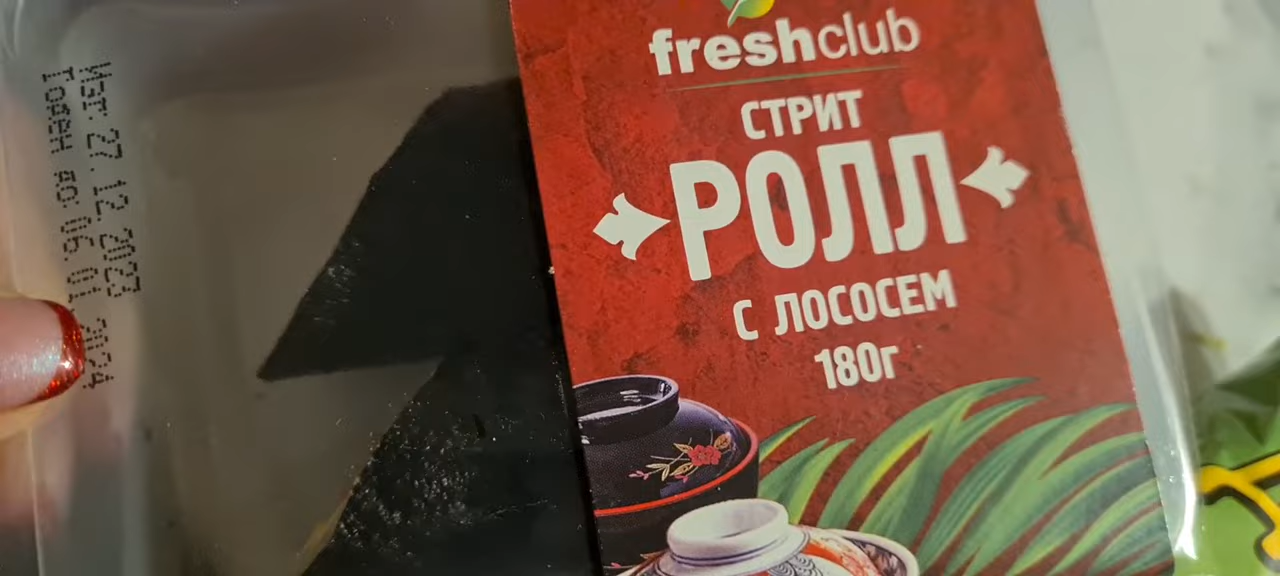 freshclub
СТРИТ
РОЛЛ
С ЛОСОСЕМ
180г
Изг. 27.12.2023
Годен до: 06.01.2024